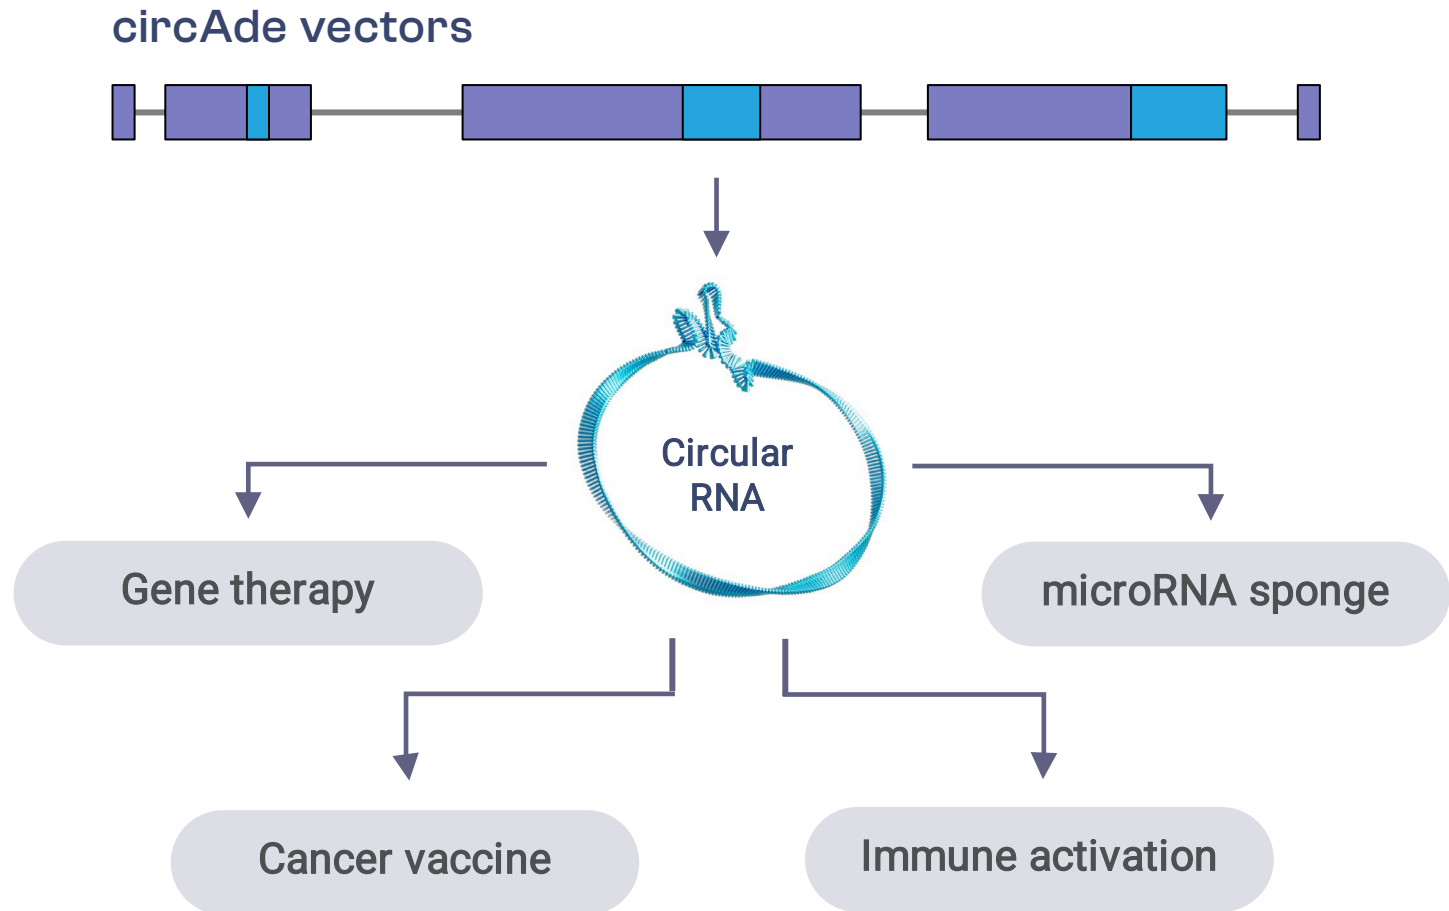 circAde vectors
Circular
RNA
Gene therapy
microRNA sponge
Cancer vaccine
Immune activation